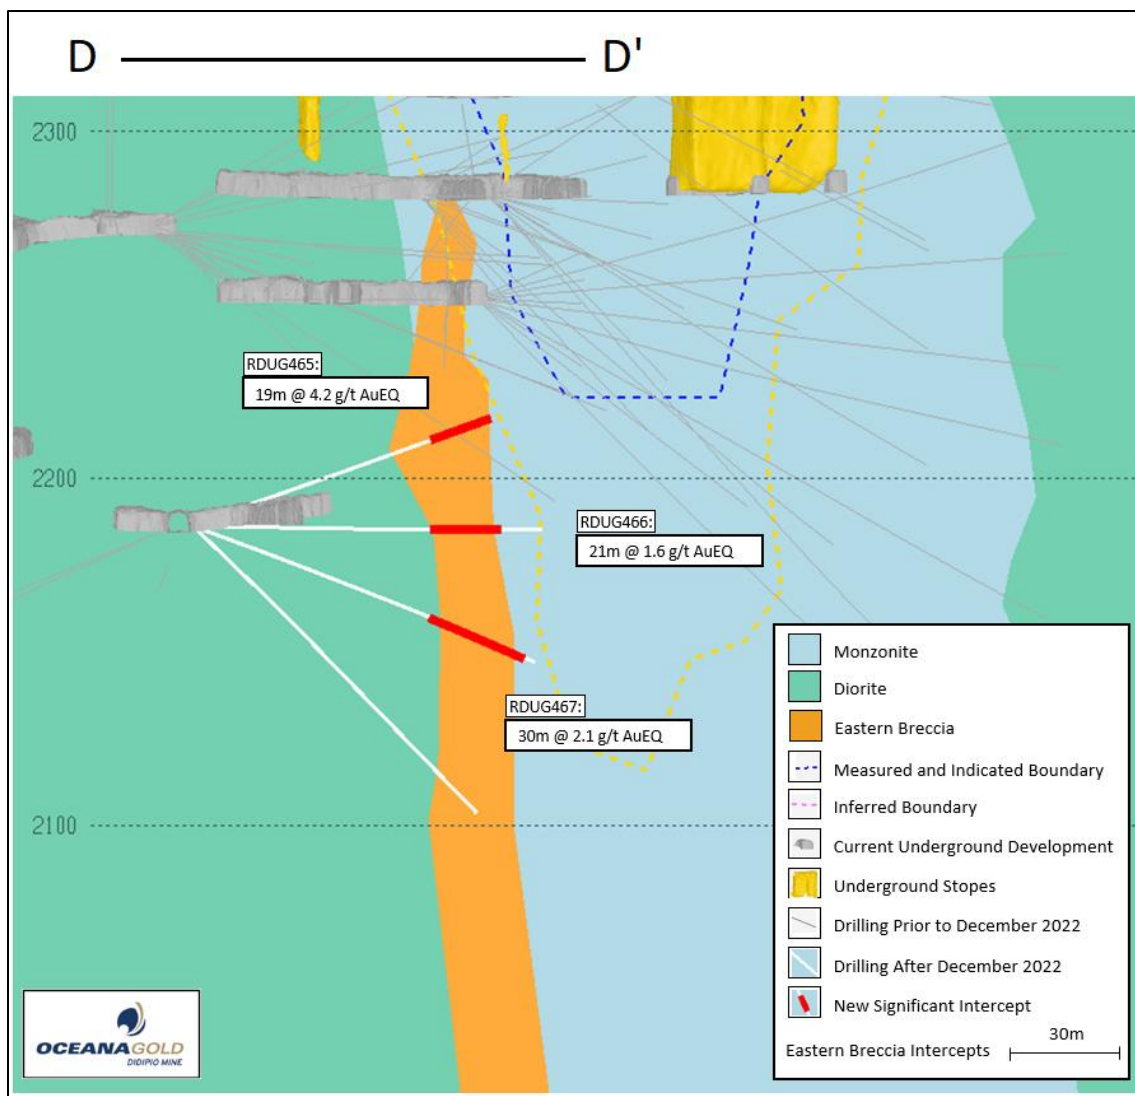 D D'
2300
RDUG465:
19m @ 4.2 g/t AuEQ
2200
RDUG466:
21m @ 1.6 g/t AuEQ
RDUG467:
30m @ 2.1 g/t AuEQ
2100
Monzonite
Diorite
Eastern Breccia
Measured and Indicated Boundary
Inferred Boundary
Current Underground Development
Underground Stopes
Drilling Prior to December 2022
Drilling After December 2022
New Significant Intercept
Eastern Breccia Intercepts 30m
OCEANAGOLD
DIDIPIO MINE